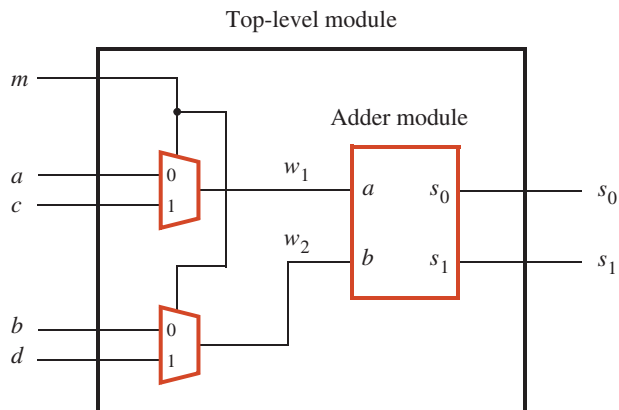 Top-level module
m
Adder module
a 0 w₁ a s₀ s₀
c 1
w₂ b s₁ s₁
b 0
d 1